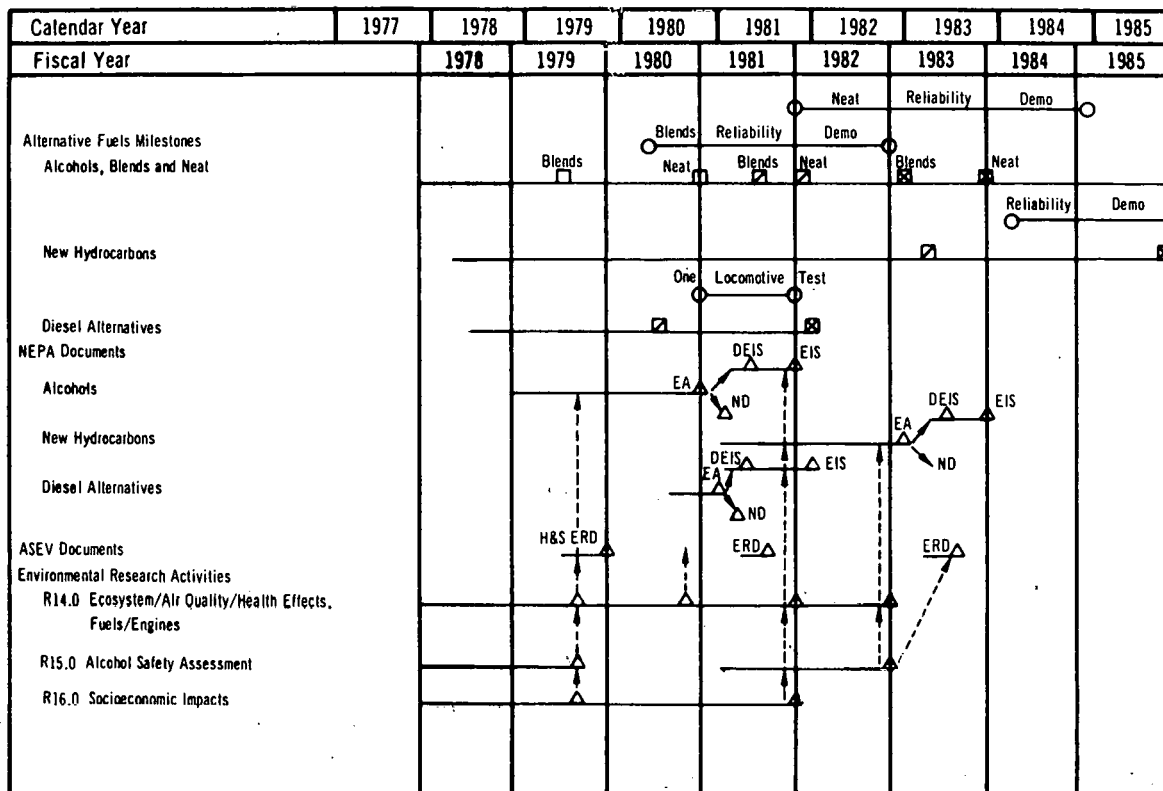 Calendar Year 1977 1978 1979 1980 1981 1982 1983 1984 1985
Fiscal Year 1978 1979 1980 1981 1982 1983 1984 1985
Neat Reliability Demo
Alternative Fuels Milestones Blends Reliability Demo
Alcohols, Blends and Neat Blends Neat Blends Neat Blends Neat
Reliability Demo
New Hydrocarbons
One Locomotive Test
Diesel Alternatives
NEPA Documents DEIS EIS
Alcohols EA ND DEIS EIS
New Hydrocarbons EA ND
DEIS EIS
Diesel Alternatives EA ND
ASEV Documents H&S ERD ERD ERD
Environmental Research Activities
R14.0 Ecosystem/Air Quality/Health Effects,
Fuels/Engines
R15.0 Alcohol Safety Assessment
R16.0 Socioeconomic Impacts